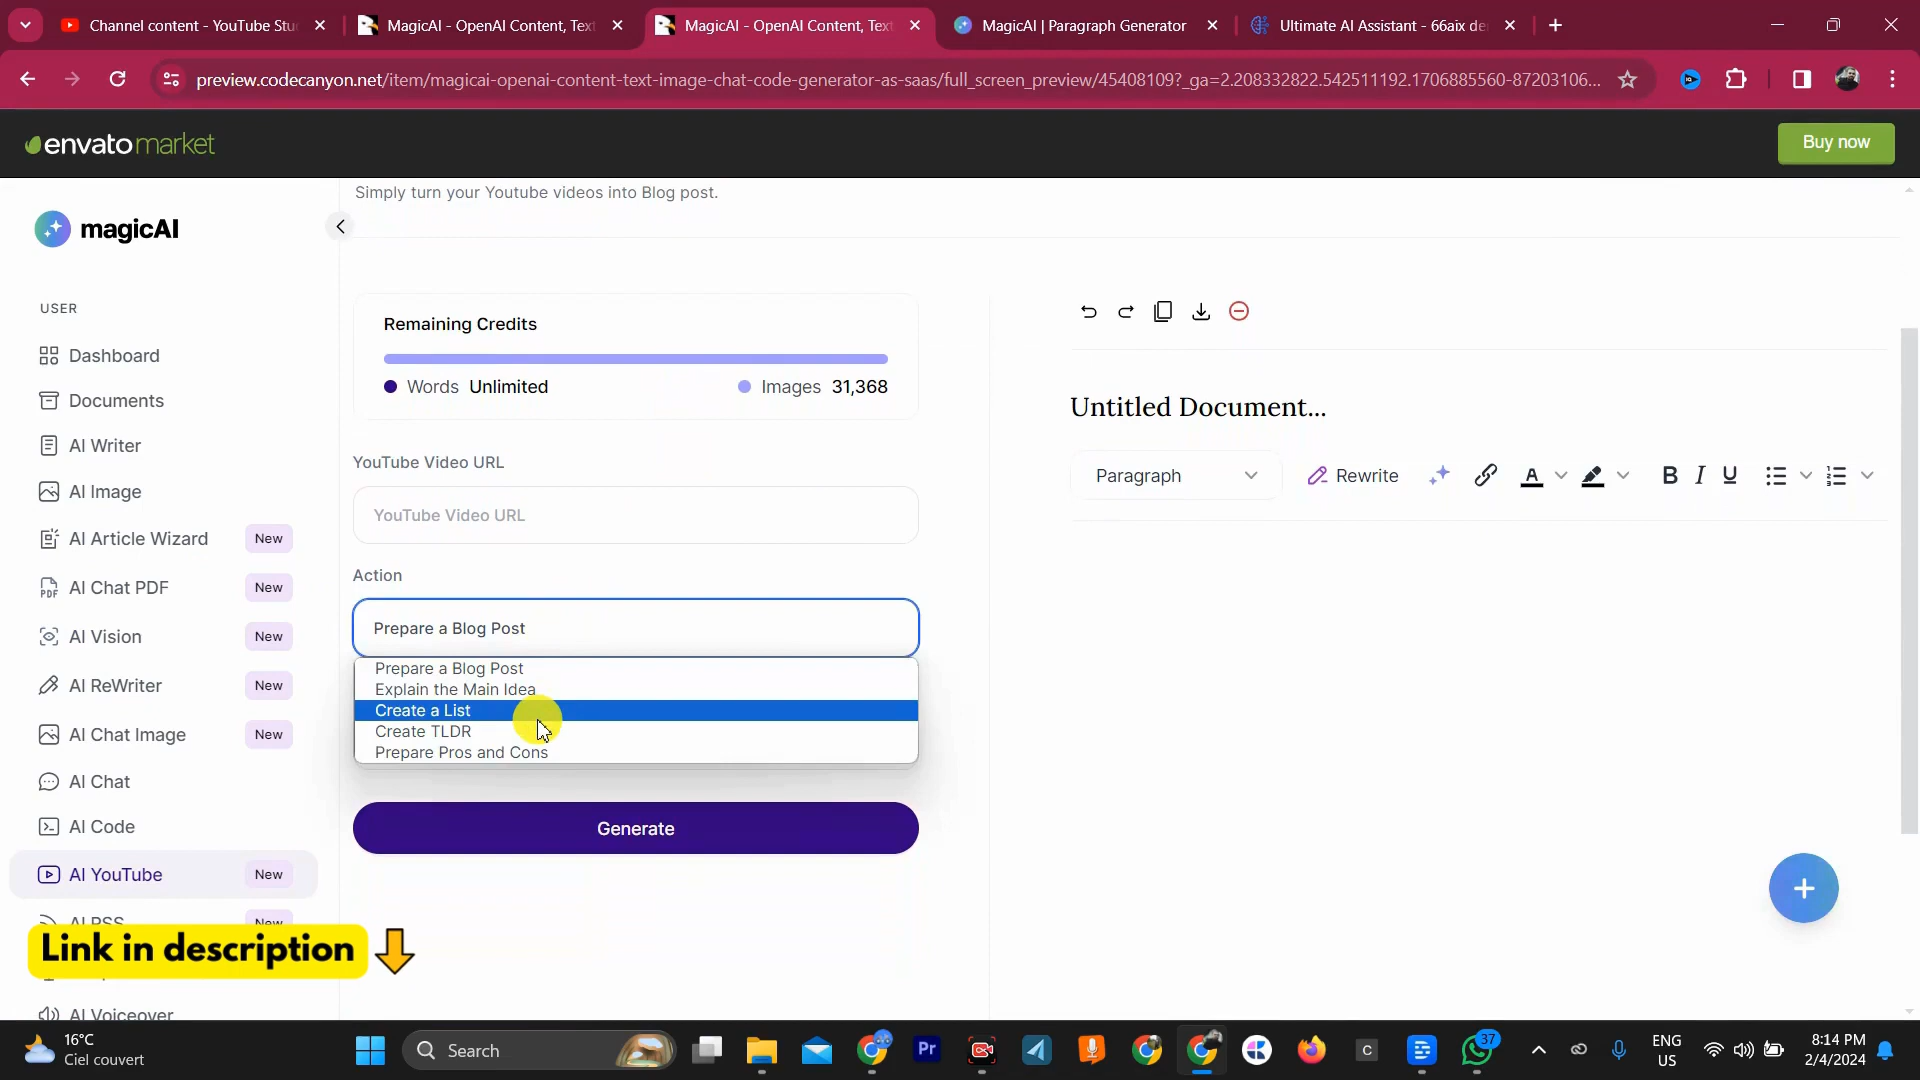 Channel content - YouTube Stu
MagicAI - OpenAI Content, Text
MagicAI - OpenAI Content, Text
MagicAI | Paragraph Generator
Ultimate AI Assistant - 66aix de
preview.codecanyon.net/item/magicai-openai-content-text-image-chat-code-generator-as-saas/full_screen_preview/45408109?_ga=2.208332822.542511192.1706885560-87203106...
envato market
Buy now
Simply turn your Youtube videos into Blog post.
magicAI
USER
Dashboard
Documents
AI Writer
AI Image
AI Article Wizard New
AI Chat PDF New
AI Vision New
AI ReWriter New
AI Chat Image New
AI Chat
AI Code
AI YouTube New
AI RSS New
AI Voiceover
Remaining Credits
Words Unlimited
Images 31,368
YouTube Video URL
YouTube Video URL
Action
Prepare a Blog Post
Prepare a Blog Post
Explain the Main Idea
Create a List
Create TLDR
Prepare Pros and Cons
Generate
Untitled Document...
Paragraph
Rewrite
A
B I U
Link in description
16°C
Ciel couvert
Search
Pr
C
37
ENG
US
8:14 PM
2/4/2024